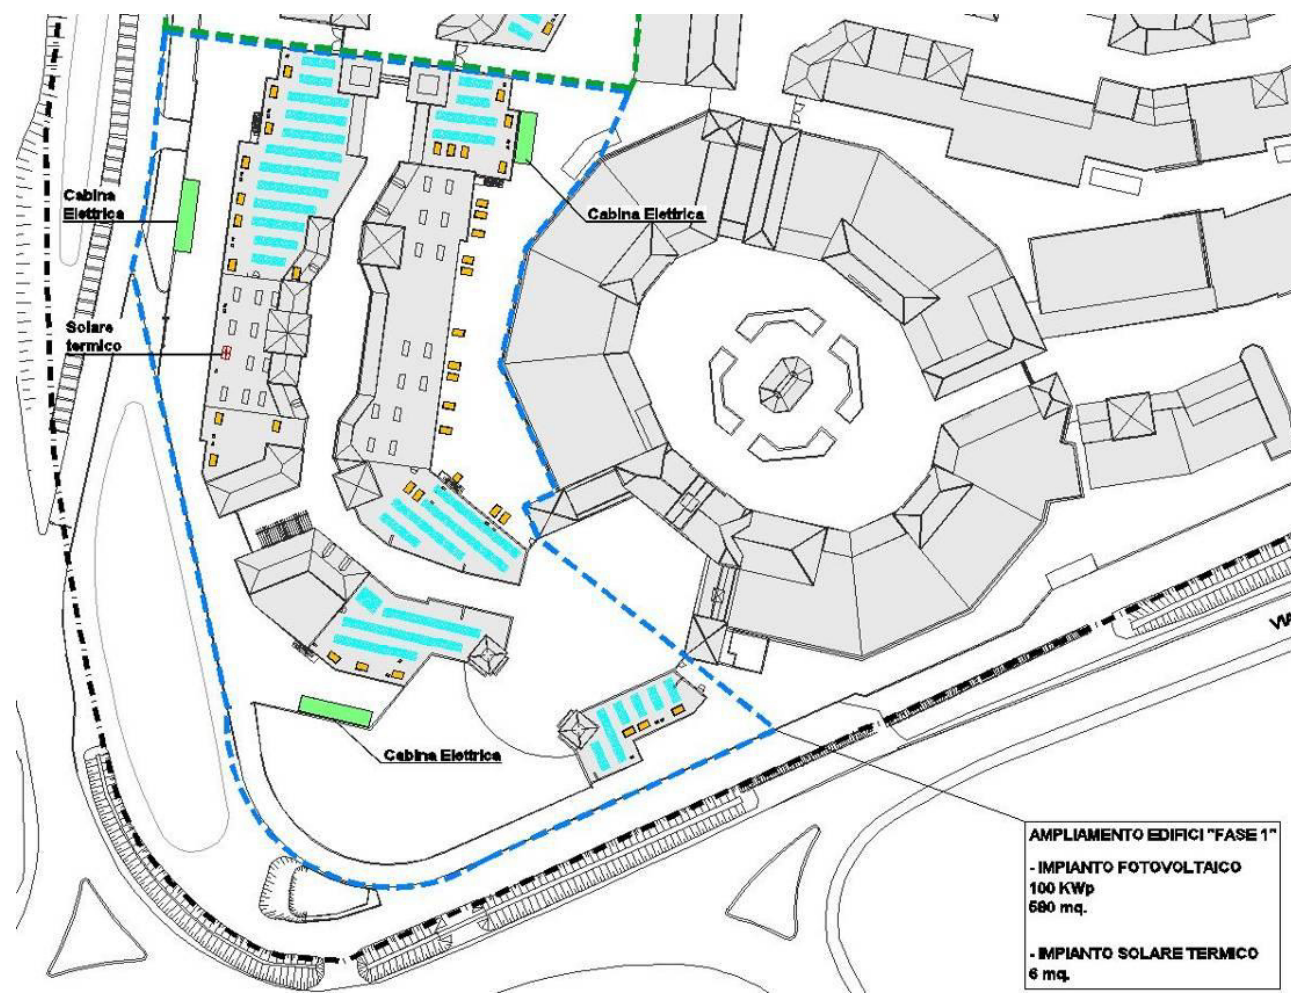 Cabina
Elettrica
Cabina Elettrica
Solare
termico
VIA
Cabina Elettrica
AMPLIAMENTO EDIFICI "FASE 1"
- IMPIANTO FOTOVOLTAICO
100 KWp
580 mq.
- IMPIANTO SOLARE TERMICO
6 mq.